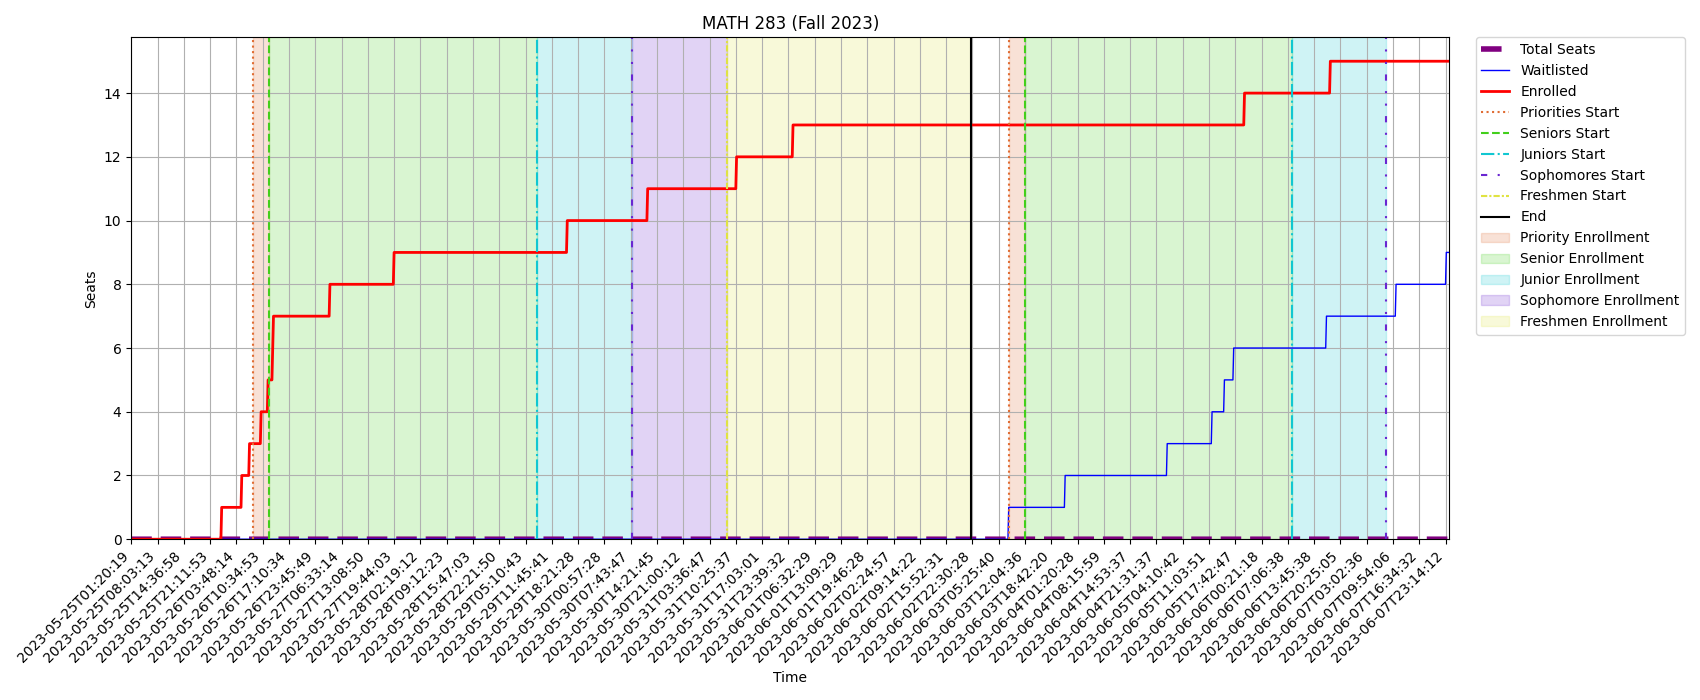 MATH 283 (Fall 2023)
Seats
14
12
10
8
6
4
2
0
2023-05-25T01:20:19
2023-05-25T08:03:13
2023-05-25T14:36:58
2023-05-25T21:11:53
2023-05-26T03:48:14
2023-05-26T10:34:53
2023-05-26T17:10:34
2023-05-26T23:45:49
2023-05-27T06:33:14
2023-05-27T13:08:50
2023-05-27T19:44:03
2023-05-28T02:19:12
2023-05-28T09:12:23
2023-05-28T15:47:03
2023-05-28T22:21:50
2023-05-29T05:10:43
2023-05-29T11:45:41
2023-05-29T18:21:28
2023-05-30T00:57:28
2023-05-30T07:43:47
2023-05-30T14:21:45
2023-05-30T21:00:12
2023-05-31T03:36:47
2023-05-31T10:25:37
2023-05-31T17:03:01
2023-05-31T23:39:32
2023-06-01T06:32:29
2023-06-01T13:09:29
2023-06-01T19:46:28
2023-06-02T02:24:57
2023-06-02T09:14:22
2023-06-02T15:52:31
2023-06-02T22:30:28
2023-06-03T05:25:40
2023-06-03T12:04:36
2023-06-03T18:42:20
2023-06-04T01:20:28
2023-06-04T08:15:59
2023-06-04T14:53:37
2023-06-04T21:31:37
2023-06-05T04:10:42
2023-06-05T11:03:51
2023-06-05T17:42:47
2023-06-06T00:21:18
2023-06-06T07:06:38
2023-06-06T13:45:38
2023-06-06T20:25:05
2023-06-07T03:02:36
2023-06-07T09:54:06
2023-06-07T16:34:32
2023-06-07T23:14:12
Time
Total Seats
Waitlisted
Enrolled
Priorities Start
Seniors Start
Juniors Start
Sophomores Start
Freshmen Start
End
Priority Enrollment
Senior Enrollment
Junior Enrollment
Sophomore Enrollment
Freshmen Enrollment